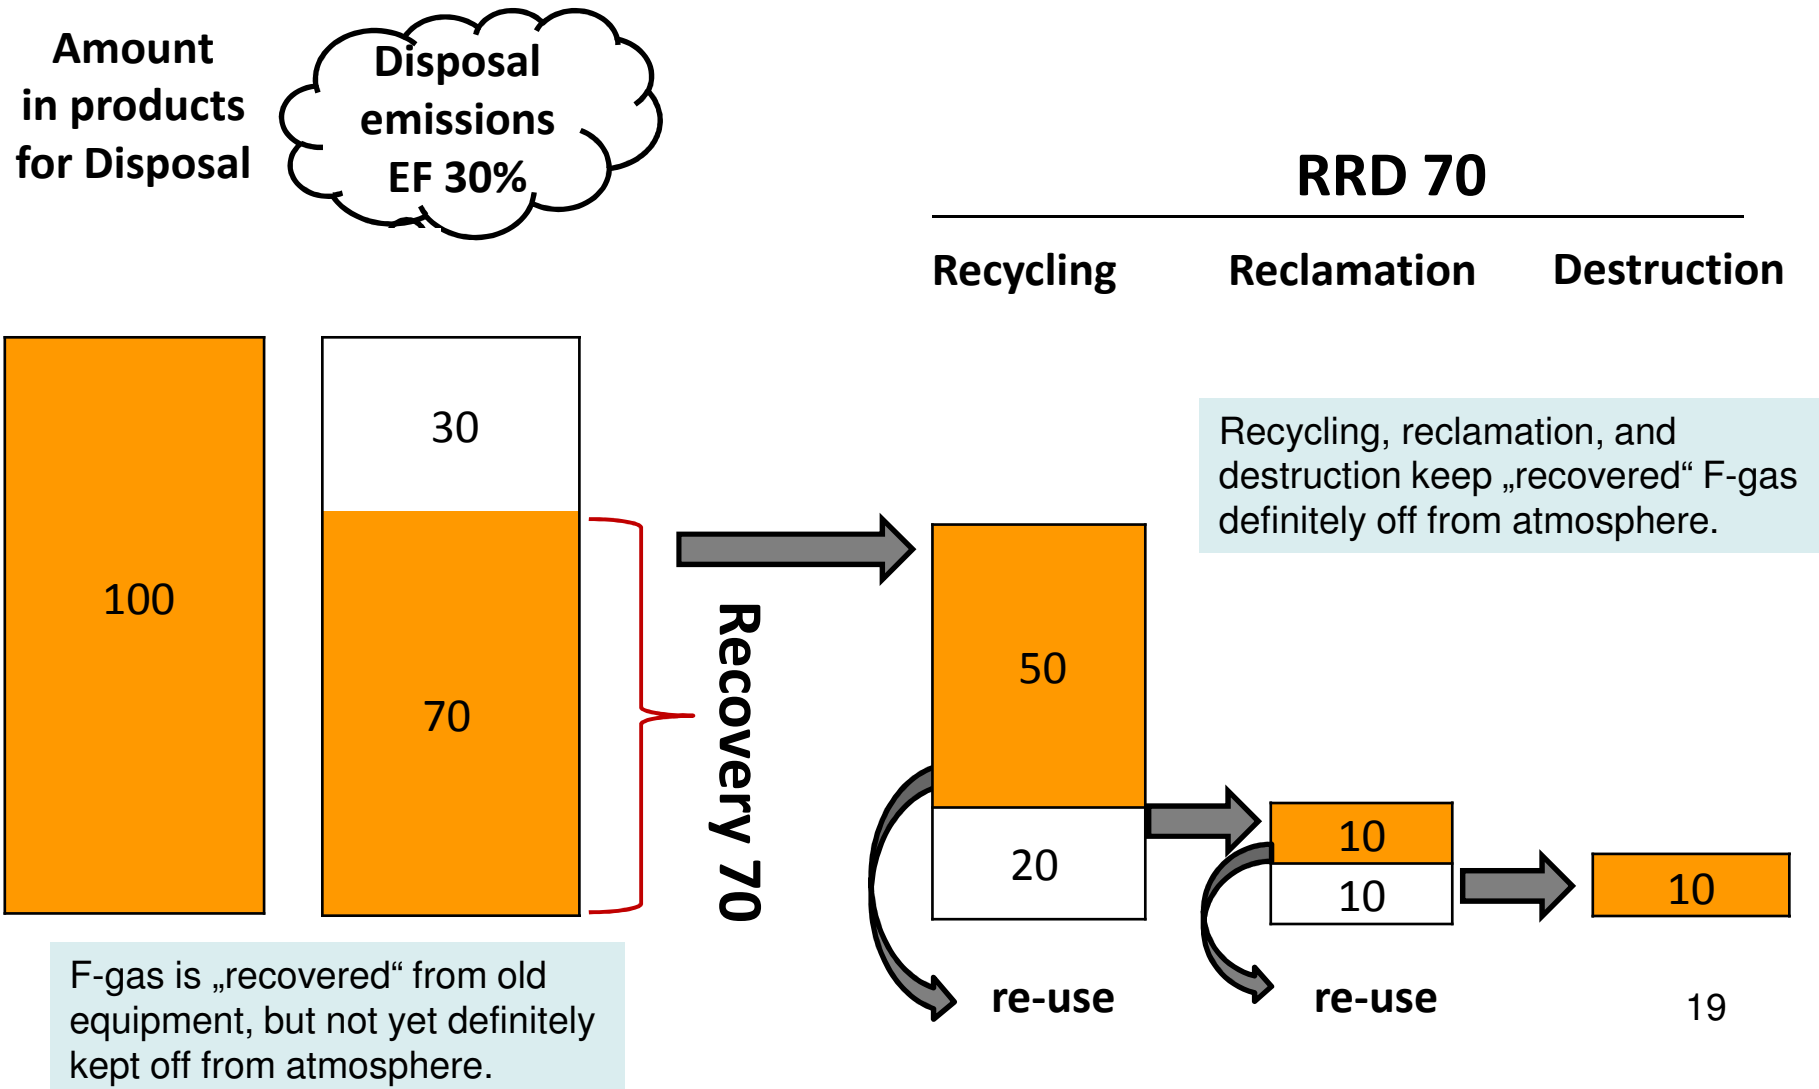 Amount
in products
for Disposal
Disposal
emissions
EF 30%
RRD 70
Recycling
Reclamation
Destruction
100
30
70
Recovery 70
50
20
10
10
10
re-use
re-use
Recycling, reclamation, and
destruction keep „recovered“ F-gas
definitely off from atmosphere.
F-gas is „recovered“ from old
equipment, but not yet definitely
kept off from atmosphere.
19